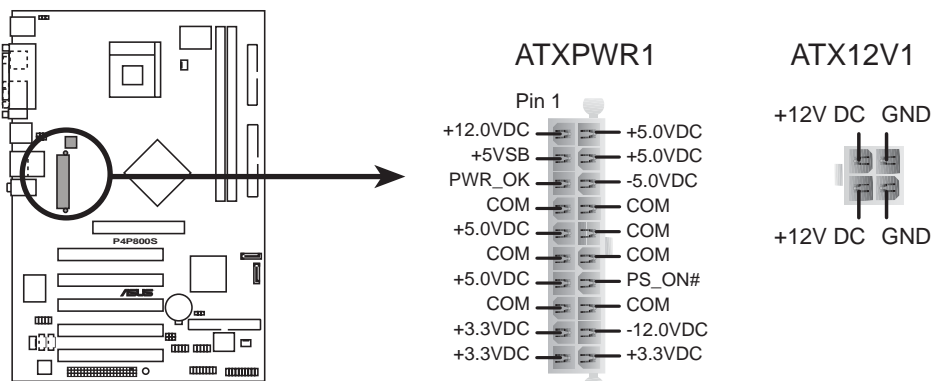 ATXPWR1 ATX12V1
Pin 1
+12.0VDC +5.0VDC
+5VSB +5.0VDC
PWR_OK -5.0VDC
COM COM
+5.0VDC COM
COM COM
+5.0VDC PS_ON#
COM COM
+3.3VDC -12.0VDC
+3.3VDC +3.3VDC
+12V DC GND
+12V DC GND
P4P800S
ASUS